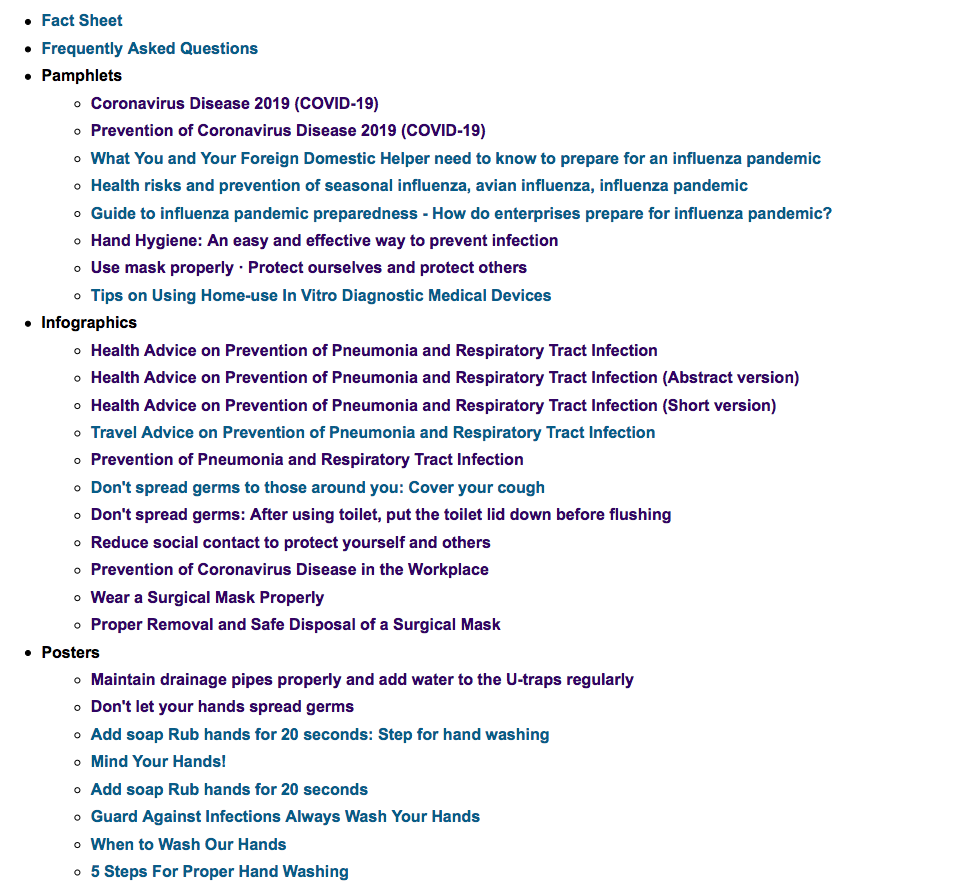 Fact Sheet
Frequently Asked Questions
Pamphlets
Coronavirus Disease 2019 (COVID-19)
Prevention of Coronavirus Disease 2019 (COVID-19)
What You and Your Foreign Domestic Helper need to know to prepare for an influenza pandemic
Health risks and prevention of seasonal influenza, avian influenza, influenza pandemic
Guide to influenza pandemic preparedness - How do enterprises prepare for influenza pandemic?
Hand Hygiene: An easy and effective way to prevent infection
Use mask properly · Protect ourselves and protect others
Tips on Using Home-use In Vitro Diagnostic Medical Devices
Infographics
Health Advice on Prevention of Pneumonia and Respiratory Tract Infection
Health Advice on Prevention of Pneumonia and Respiratory Tract Infection (Abstract version)
Health Advice on Prevention of Pneumonia and Respiratory Tract Infection (Short version)
Travel Advice on Prevention of Pneumonia and Respiratory Tract Infection
Prevention of Pneumonia and Respiratory Tract Infection
Don't spread germs to those around you: Cover your cough
Don't spread germs: After using toilet, put the toilet lid down before flushing
Reduce social contact to protect yourself and others
Prevention of Coronavirus Disease in the Workplace
Wear a Surgical Mask Properly
Proper Removal and Safe Disposal of a Surgical Mask
Posters
Maintain drainage pipes properly and add water to the U-traps regularly
Don't let your hands spread germs
Add soap Rub hands for 20 seconds: Step for hand washing
Mind Your Hands!
Add soap Rub hands for 20 seconds
Guard Against Infections Always Wash Your Hands
When to Wash Our Hands
5 Steps For Proper Hand Washing